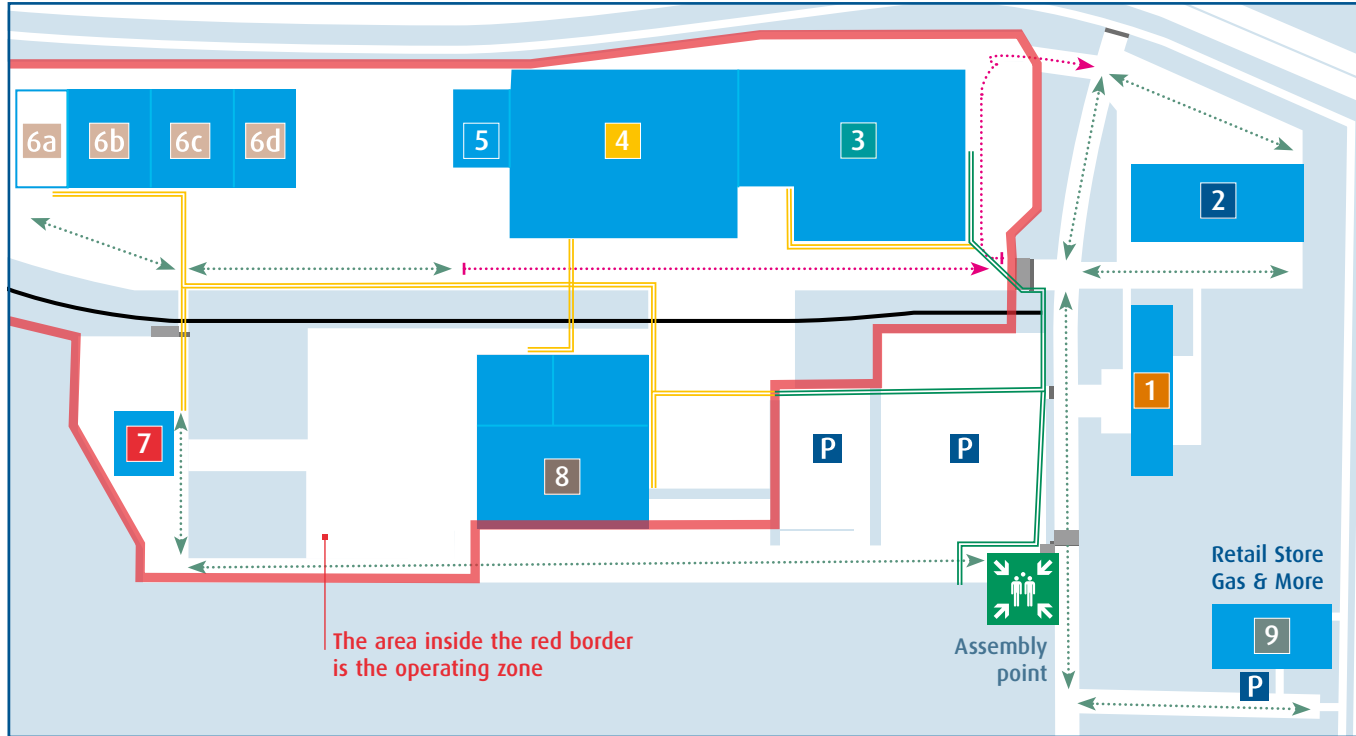 6a
6b
6c
6d
5
4
3
2
1
7
8
P
P
Retail Store
Gas & More
9
P
The area inside the red border
is the operating zone
Assembly
point